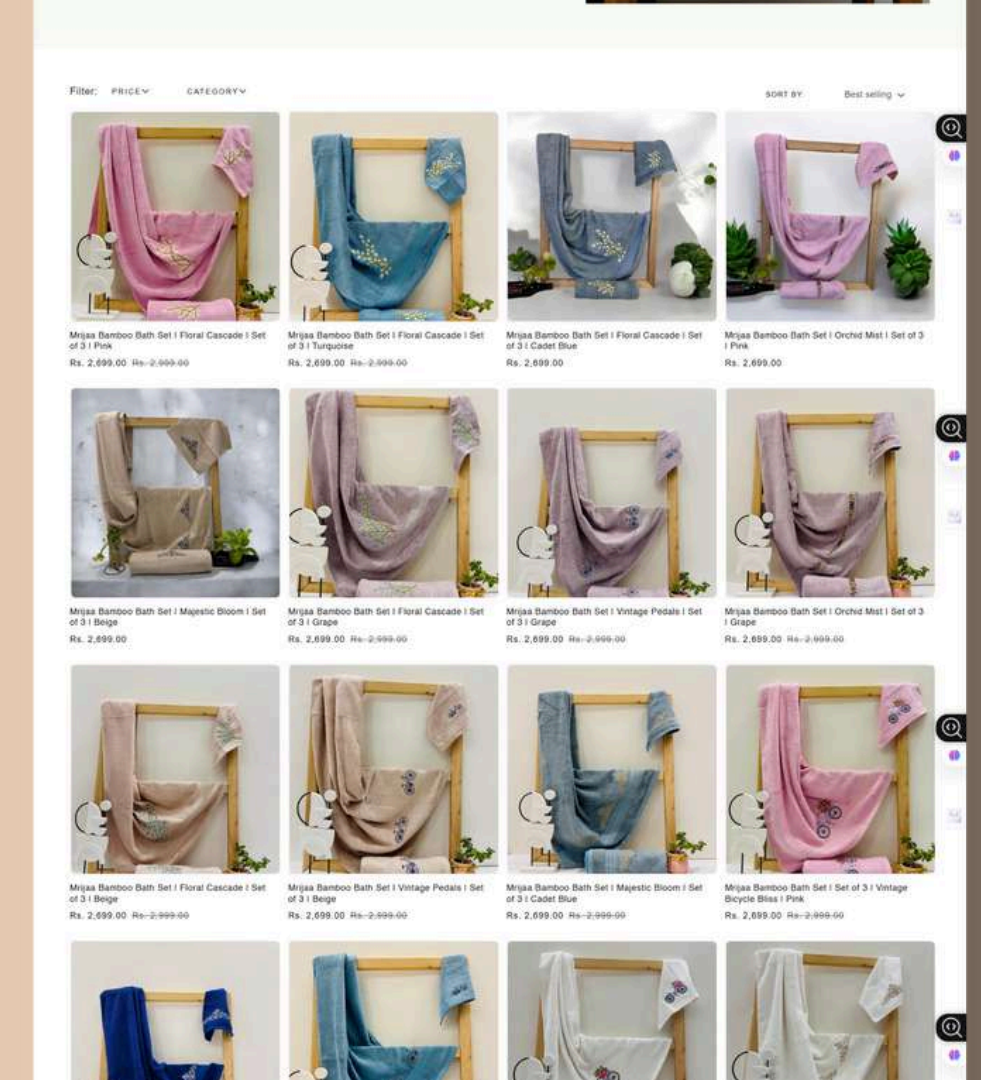 Filter: PRICE CATEGORY
SORT BY: Best selling
Mrijaa Bamboo Bath Set | Floral Cascade | Set
of 3 | Pink
Rs. 2,699.00 Rs. 2,999.00
Mrijaa Bamboo Bath Set | Floral Cascade | Set
of 3 | Turquoise
Rs. 2,699.00 Rs. 2,999.00
Mrijaa Bamboo Bath Set | Floral Cascade | Set
of 3 | Cadet Blue
Rs. 2,699.00
Mrijaa Bamboo Bath Set | Orchid Mist | Set of 3
| Pink
Rs. 2,699.00
Mrijaa Bamboo Bath Set | Majestic Bloom | Set
of 3 | Beige
Rs. 2,699.00
Mrijaa Bamboo Bath Set | Floral Cascade | Set
of 3 | Grape
Rs. 2,699.00 Rs. 2,999.00
Mrijaa Bamboo Bath Set | Vintage Pedals | Set
of 3 | Grape
Rs. 2,699.00 Rs. 2,999.00
Mrijaa Bamboo Bath Set | Orchid Mist | Set of 3
| Grape
Rs. 2,699.00 Rs. 2,999.00
Mrijaa Bamboo Bath Set | Floral Cascade | Set
of 3 | Beige
Rs. 2,699.00 Rs. 2,999.00
Mrijaa Bamboo Bath Set | Vintage Pedals | Set
of 3 | Beige
Rs. 2,699.00 Rs. 2,999.00
Mrijaa Bamboo Bath Set | Majestic Bloom | Set
of 3 | Cadet Blue
Rs. 2,699.00 Rs. 2,999.00
Mrijaa Bamboo Bath Set | Set of 3 | Vintage
Bicycle Bliss | Pink
Rs. 2,699.00 Rs. 2,999.00